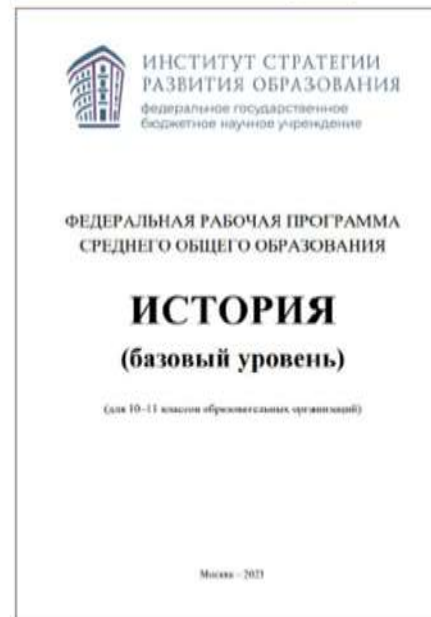 ИНСТИТУТ СТРАТЕГИИ
РАЗВИТИЯ ОБРАЗОВАНИЯ
федеральное государственное
бюджетное научное учреждение
ФЕДЕРАЛЬНАЯ РАБОЧАЯ ПРОГРАММА
СРЕДНЕГО ОБЩЕГО ОБРАЗОВАНИЯ
ИСТОРИЯ
(базовый уровень)
(для 10–11 классов образовательных организаций)
Москва –